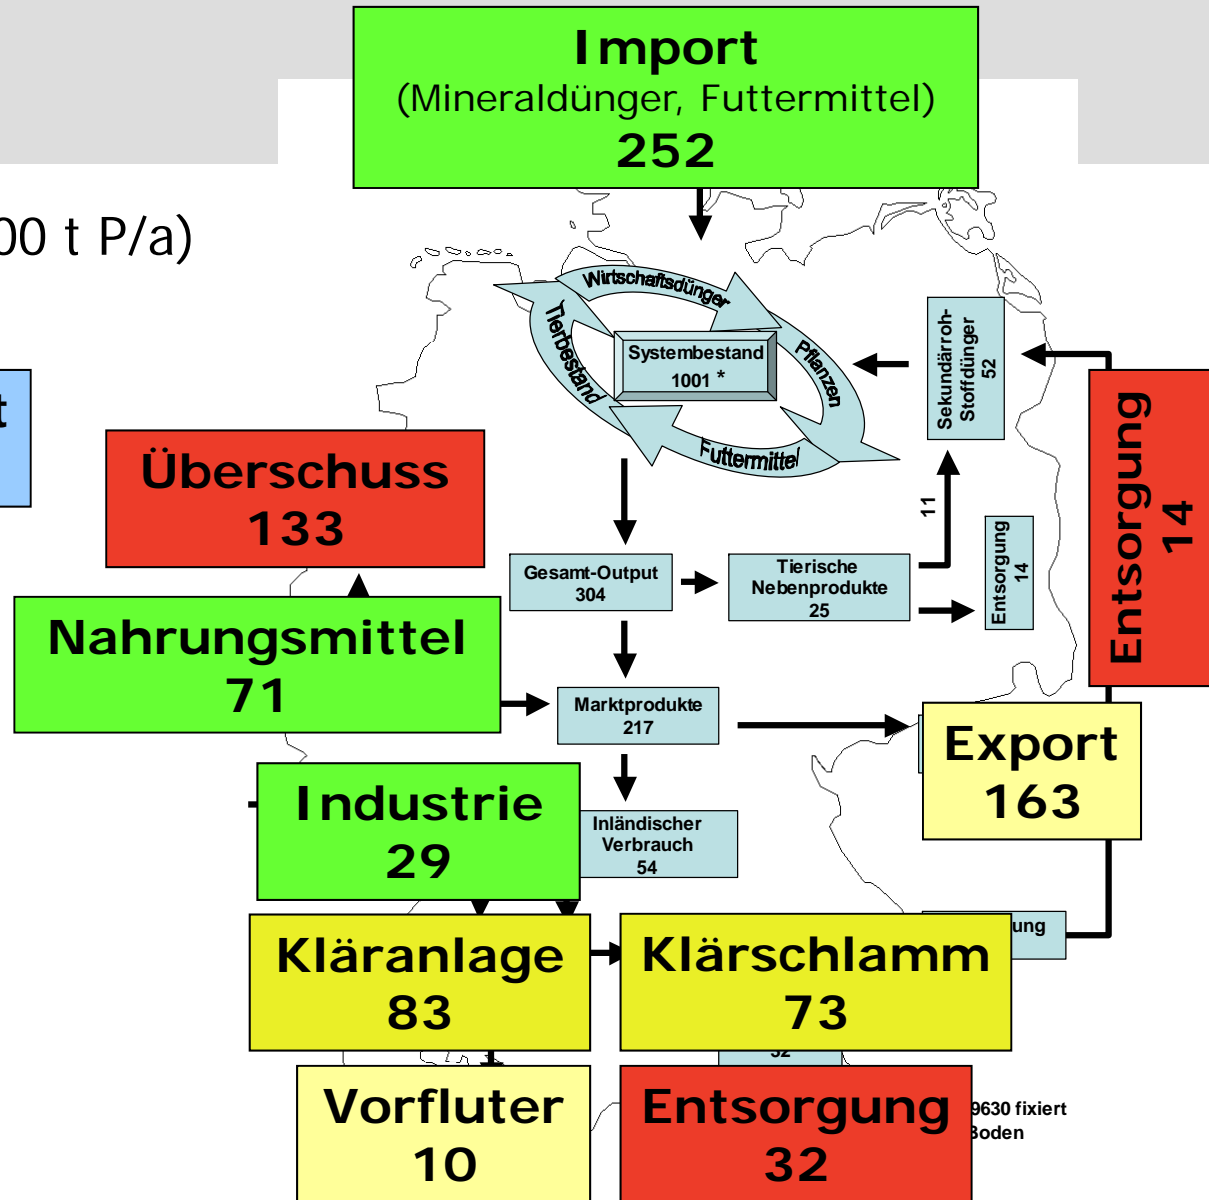 Import
(Mineraldünger, Futtermittel)
252
00 t P/a)
t
Wirtschaftsdünger
Tierbestand
Systembestand
1001 *
Pflanzen
Futtermittel
Sekundärroh-
Stoffdünger
52
Entsorgung
14
Überschuss
133
11
Gesamt-Output
304
Tierische
Nebenprodukte
25
Entsorgung
14
Nahrungsmittel
71
Marktprodukte
217
Export
163
Industrie
29
Inländischer
Verbrauch
54
Kläranlage
83
Klärschlamm
73
ung
Vorfluter
10
Entsorgung
32
9630 fixiert
Boden